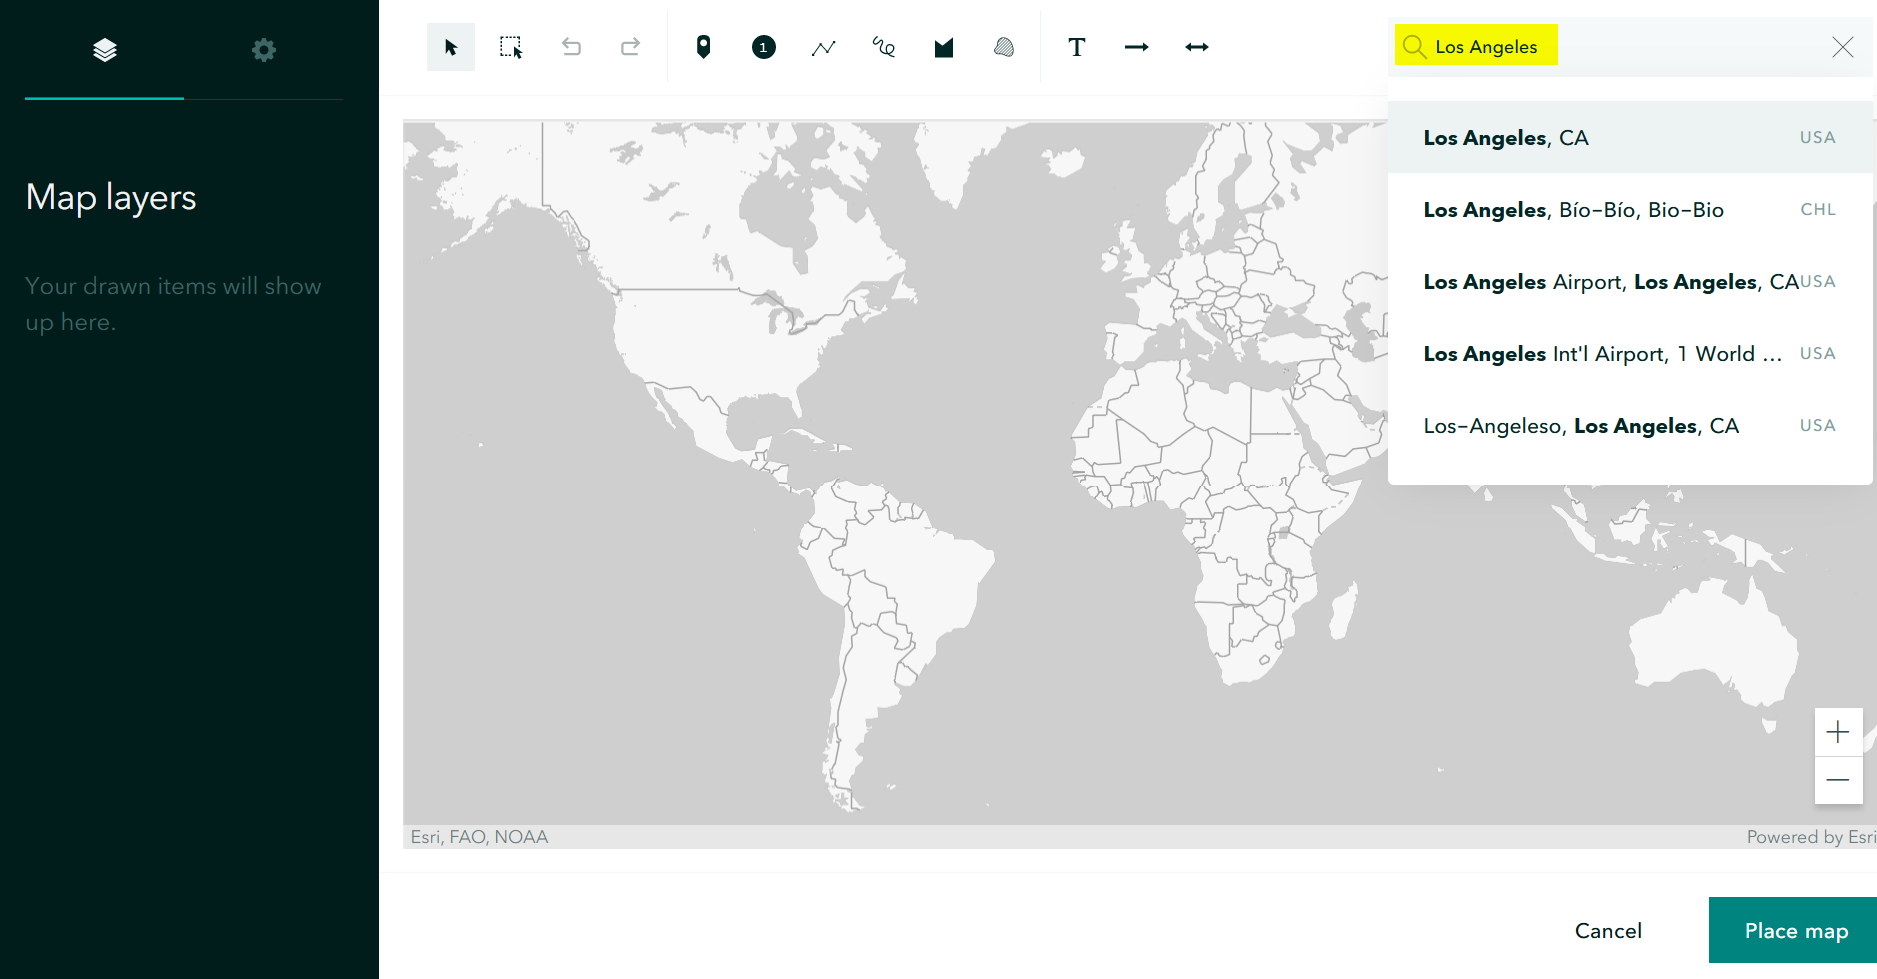 1
T
Los Angeles
Los Angeles, CA USA
Los Angeles, Bío-Bío, Bio-Bio CHL
Los Angeles Airport, Los Angeles, CA USA
Los Angeles Int'l Airport, 1 World ... USA
Los-Angeleso, Los Angeles, CA USA
Map layers
Your drawn items will show
up here.
Esri, FAO, NOAA
Powered by Esri
Cancel
Place map